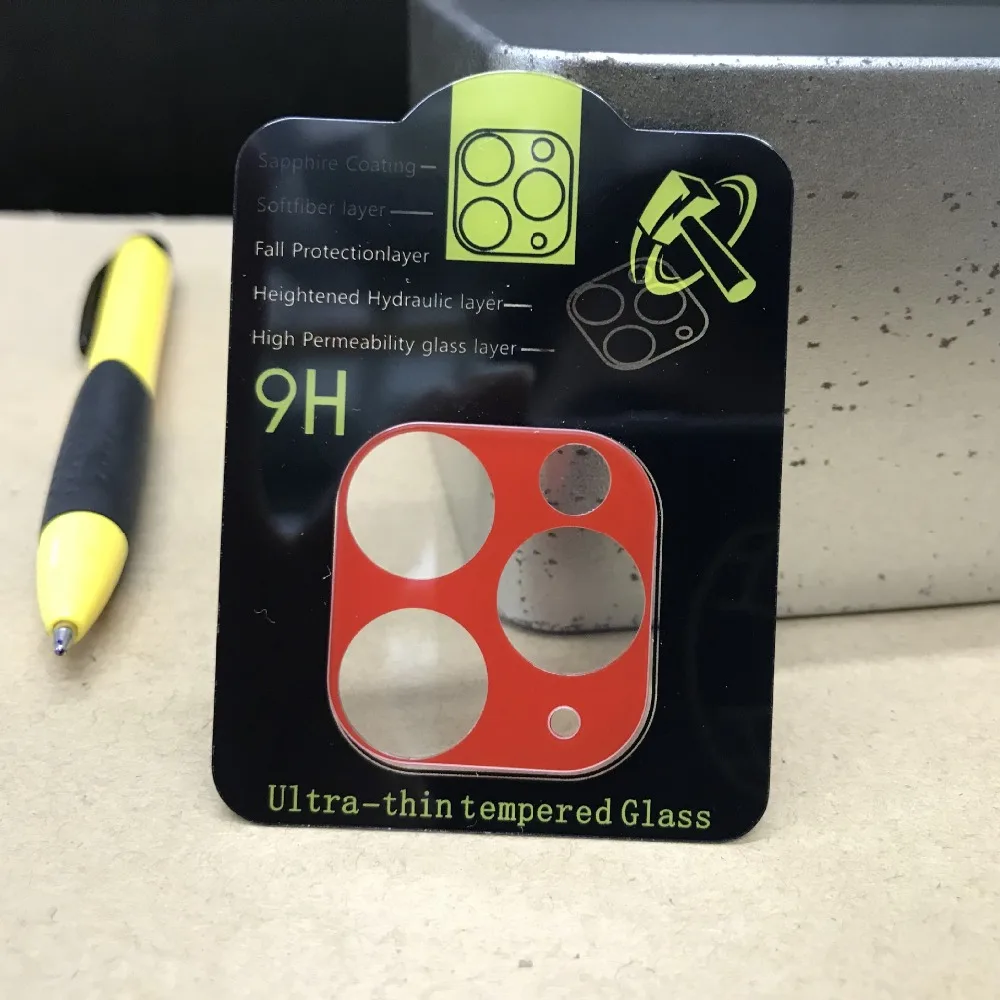 Sapphire Coating
Softfiber layer
Fall Protectionlayer
Heightened Hydraulic layer
High Permeability glass layer
9H
Ultra-thin tempered Glass